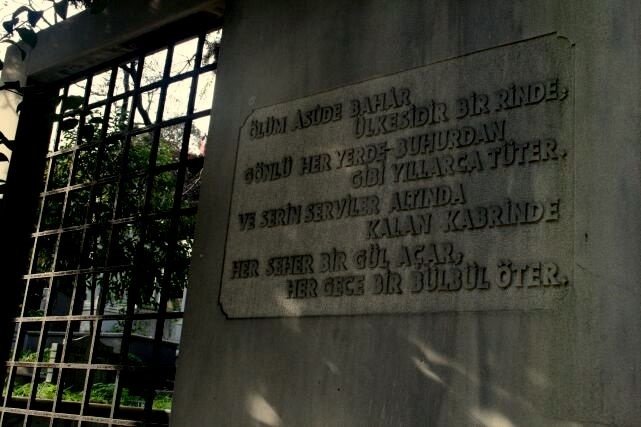 ÖLÜM ASÛDE BAHAR
ÜLKESİDİR BİR RİNDE,
GÖNLÜ HER YERDE BUHURDAN
GİBİ YILLARCA TÜTER.
VE SERİN SERVİLER ALTINDA
KALAN KABRİNDE
HER SEHER BİR GÜL AÇAR,
HER GECE BİR BÜLBÜL ÖTER.